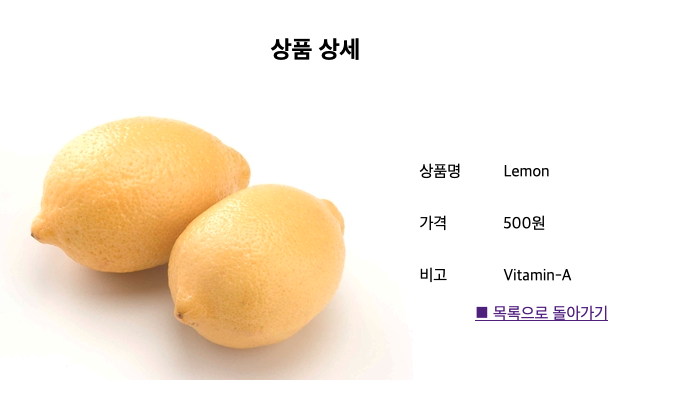 상품 상세
상품명 Lemon
가격 500원
비고 Vitamin-A
■ 목록으로 돌아가기